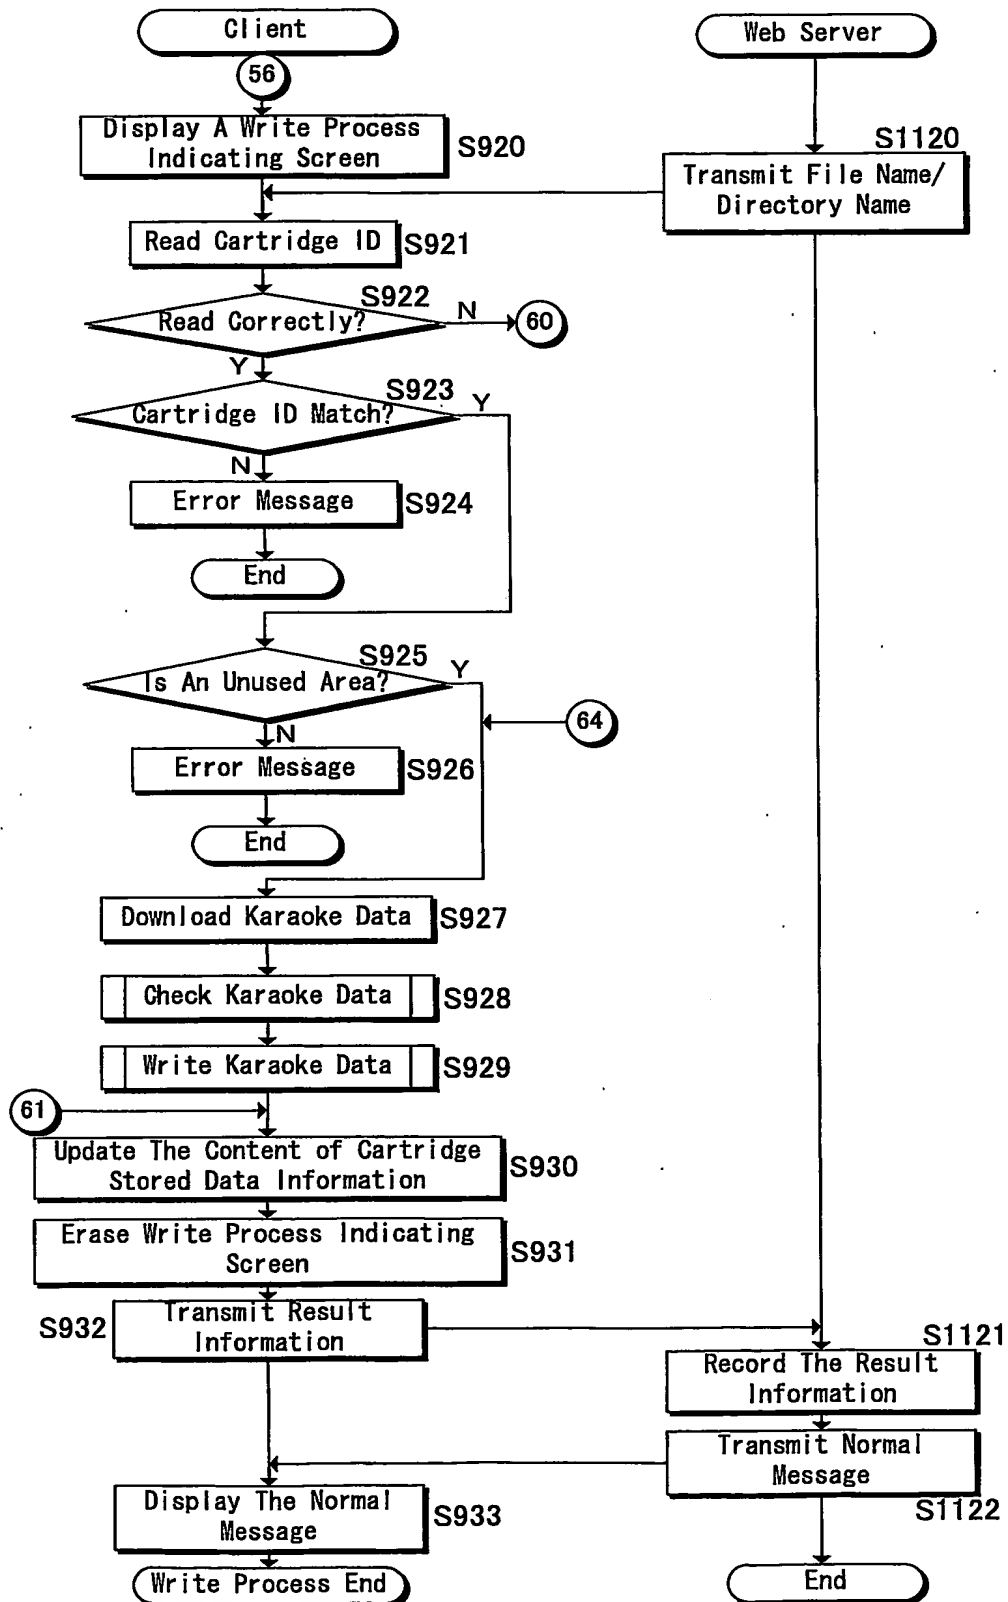 Client
Web Server
56
Display A Write Process
Indicating Screen
S920
S1120
Transmit File Name/
Directory Name
Read Cartridge ID
S921
S922
Read Correctly?
N
60
Y
S923
Cartridge ID Match?
Y
N
Error Message
S924
End
S925
Is An Unused Area?
Y
64
N
Error Message
S926
End
Download Karaoke Data
S927
Check Karaoke Data
S928
Write Karaoke Data
S929
61
Update The Content of Cartridge
Stored Data Information
S930
Erase Write Process Indicating
Screen
S931
S932
Transmit Result
Information
S1121
Record The Result
Information
Transmit Normal
Message
S1122
Display The Normal
Message
S933
Write Process End
End